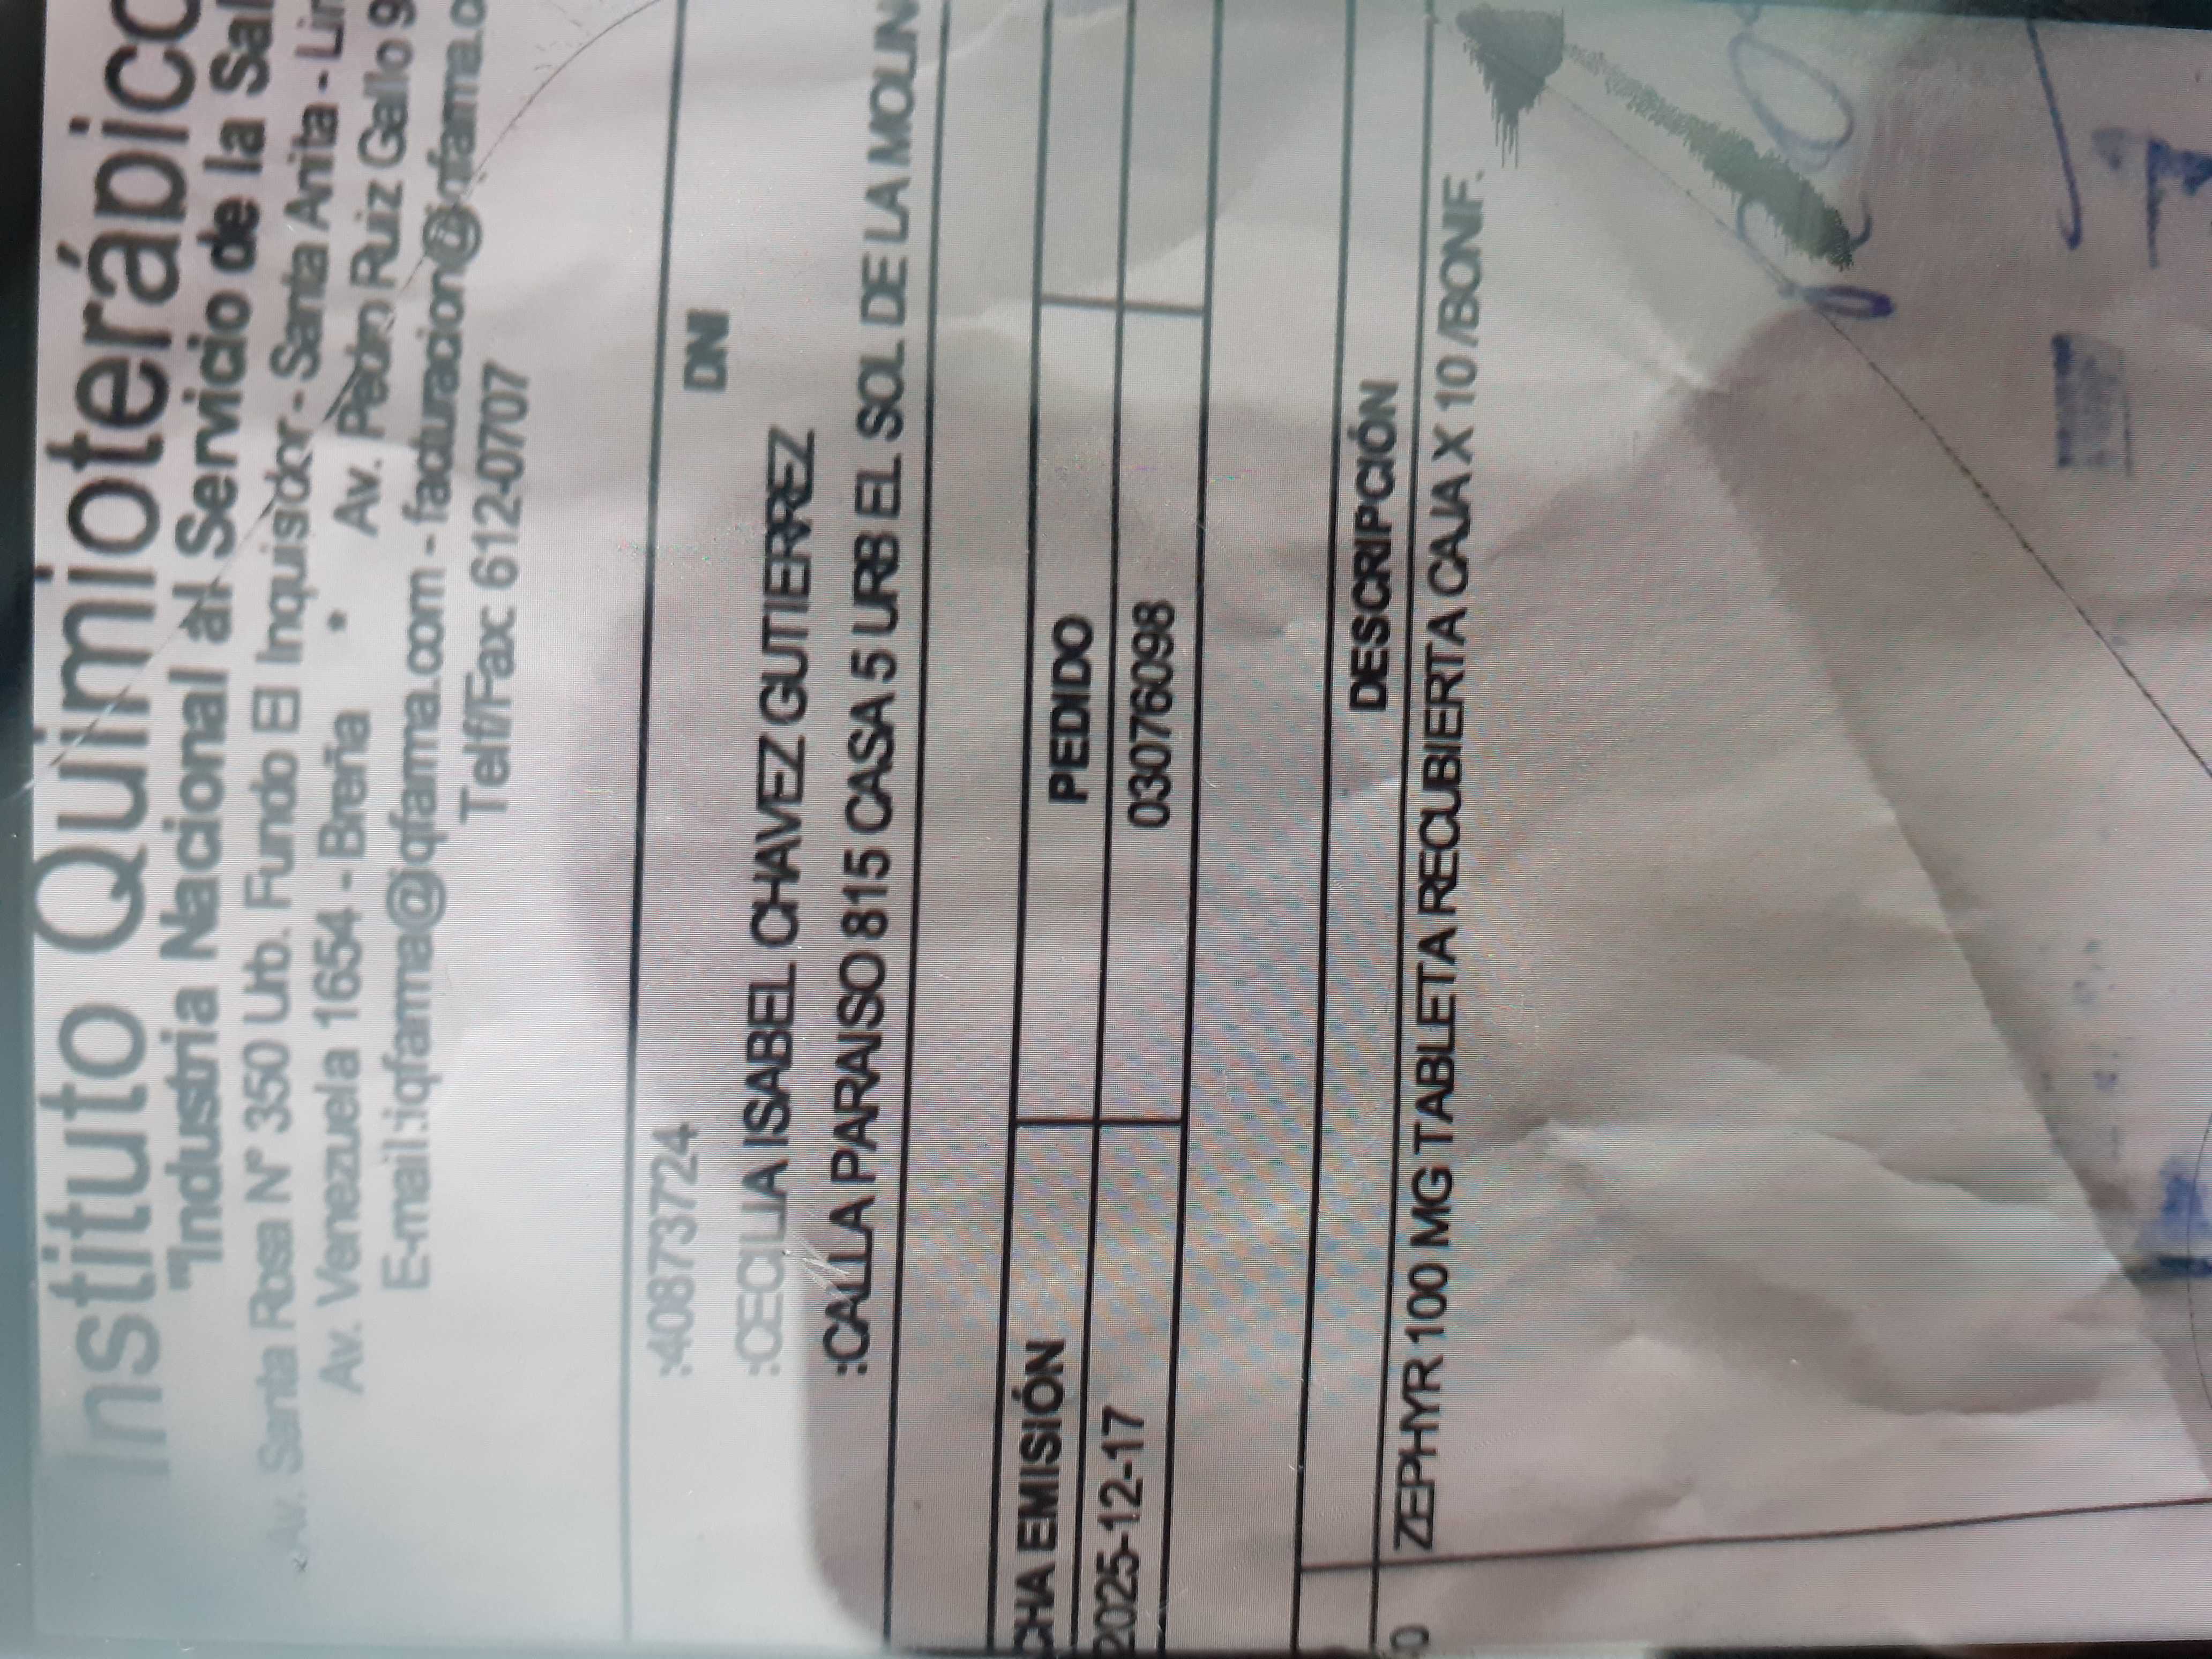 Instituto Quimioterápico
"Industria Nacional al Servicio de la Sal
Av. Santa Rosa N° 350 Urb. Fundo El Inquisidor - Santa Anita - Lim
Av. Venezuela 1654 - Breña * Av. Pedro Ruiz Gallo 9
E-mail:iqfarma@iqfarma.com - facturacion@iqfarma.c
Telf/Fax: 612-0707
:40873724 DNI
:CECILIA ISABEL CHAVEZ GUTIERREZ
:CALLA PARAISO 815 CASA 5 URB EL SOL DE LA MOLIN
CHA EMISIÓN PEDIDO
2025-12-17 03076098
DESCRIPCIÓN
0 ZEPHYR 100 MG TABLETA RECUBIERTA CAJA X 10 /BONF.